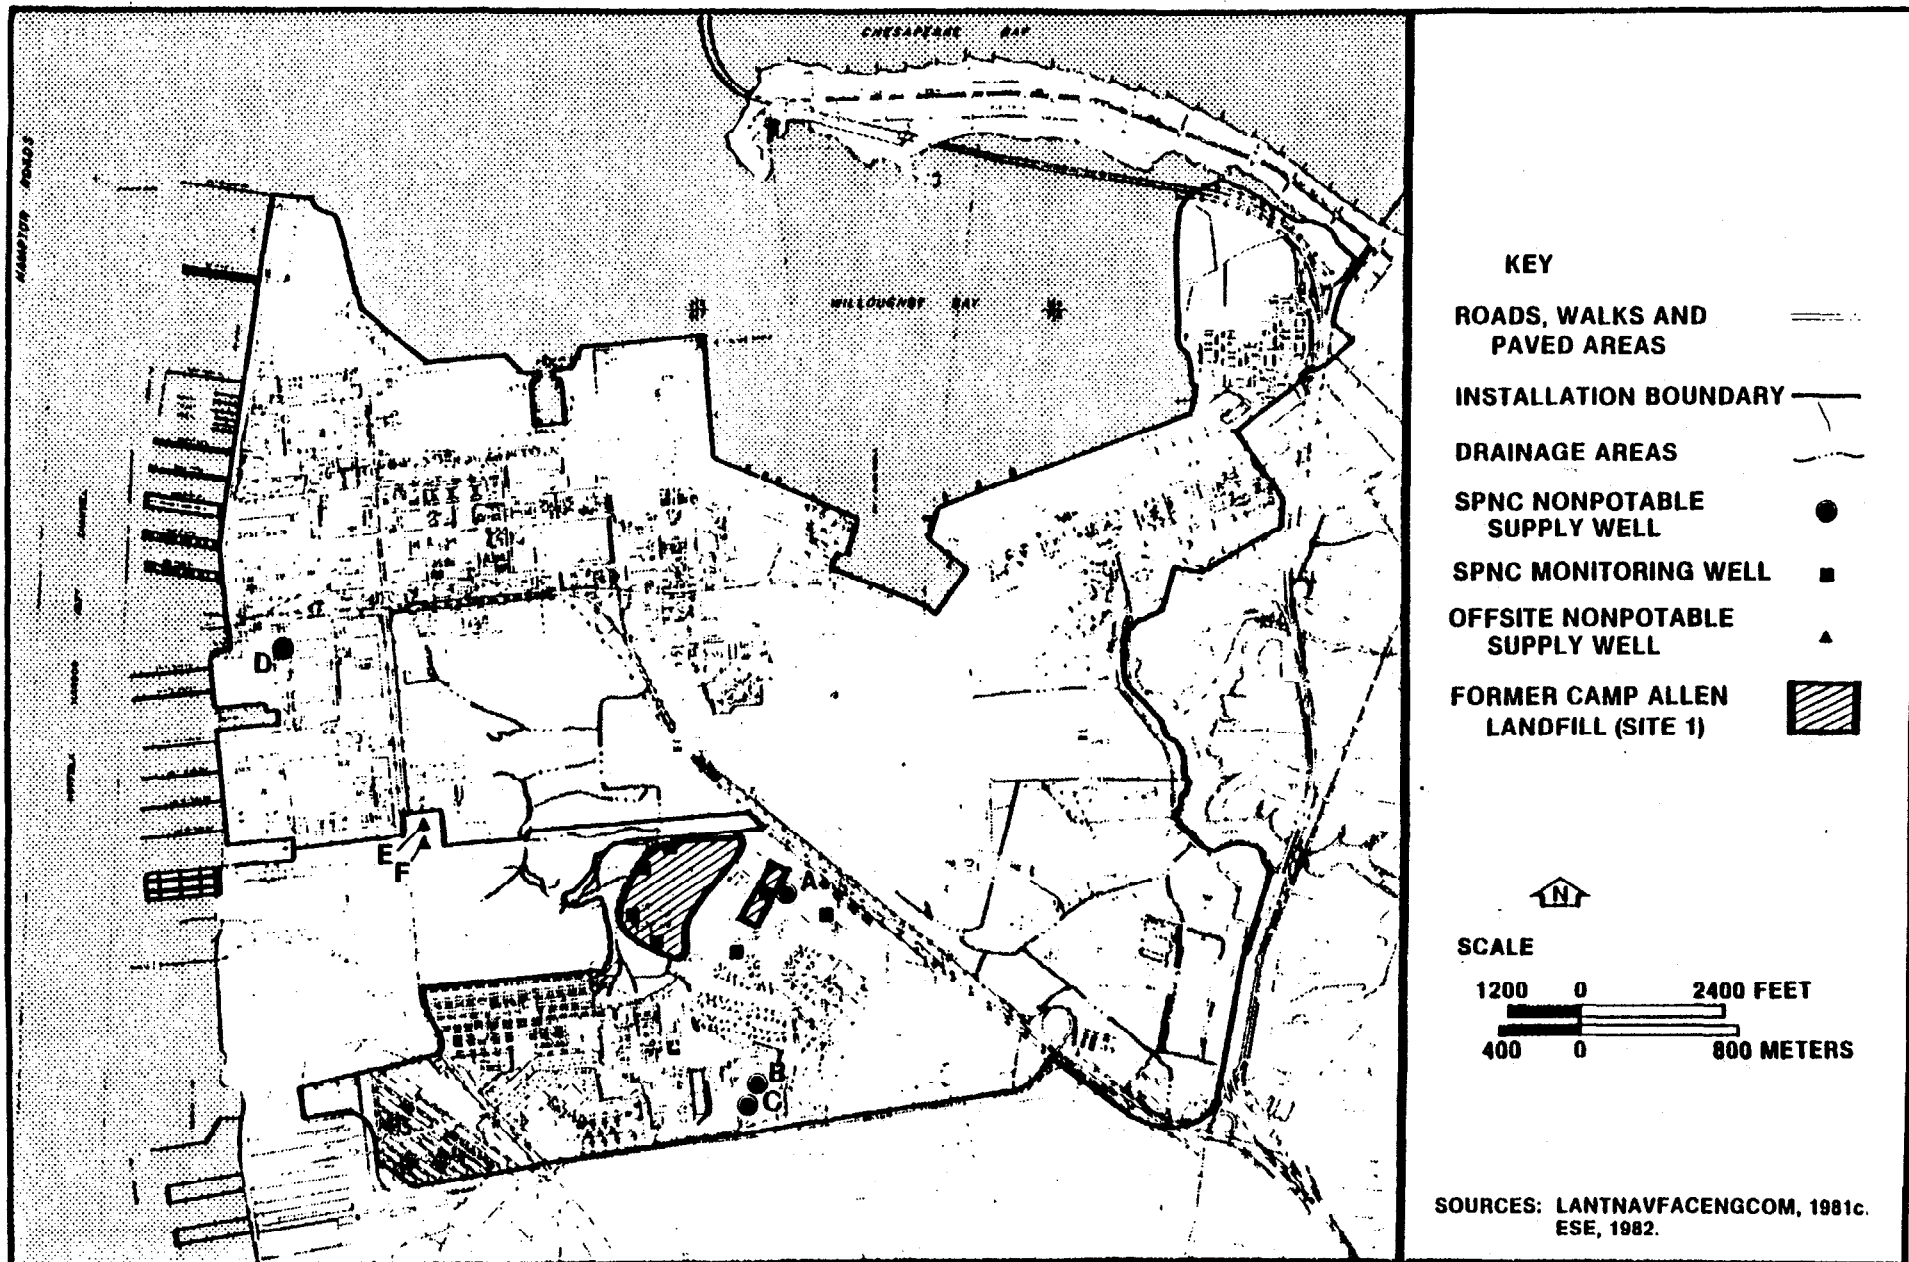 CHESAPEAKE BAY
HAMPTON ROADS
WILLOUGHBY BAY
D
E
F
A
B
C
KEY
ROADS, WALKS AND
PAVED AREAS
INSTALLATION BOUNDARY
DRAINAGE AREAS
SPNC NONPOTABLE
SUPPLY WELL
SPNC MONITORING WELL
OFFSITE NONPOTABLE
SUPPLY WELL
FORMER CAMP ALLEN
LANDFILL (SITE 1)
N
SCALE
1200 0 2400 FEET
400 0 800 METERS
SOURCES: LANTNAVFACENGCOM, 1981c.
ESE, 1982.